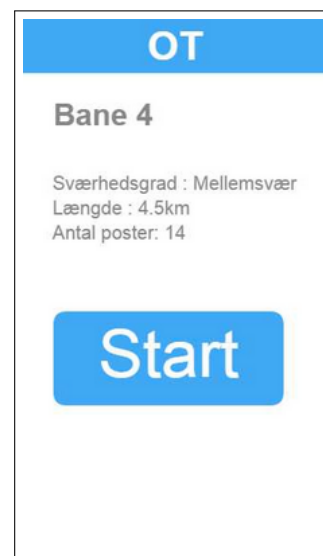 OT
Bane 4
Sværhedsgrad : Mellemsvær
Længde : 4.5km
Antal poster: 14
Start